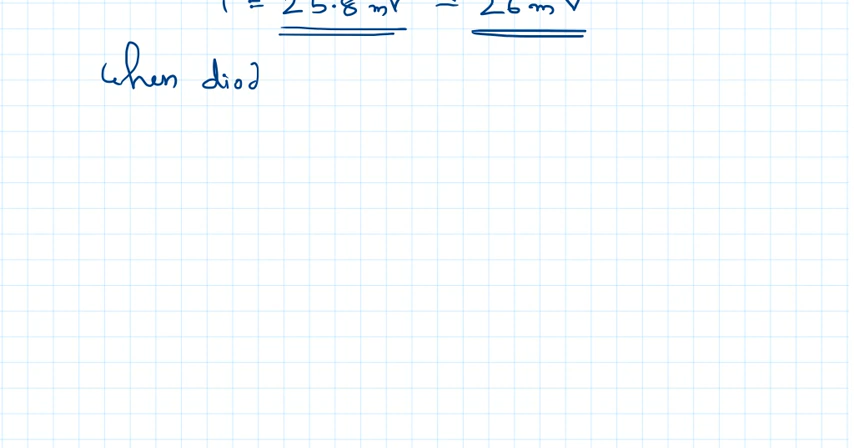 = 25.8 mV = 26 mV
when diod